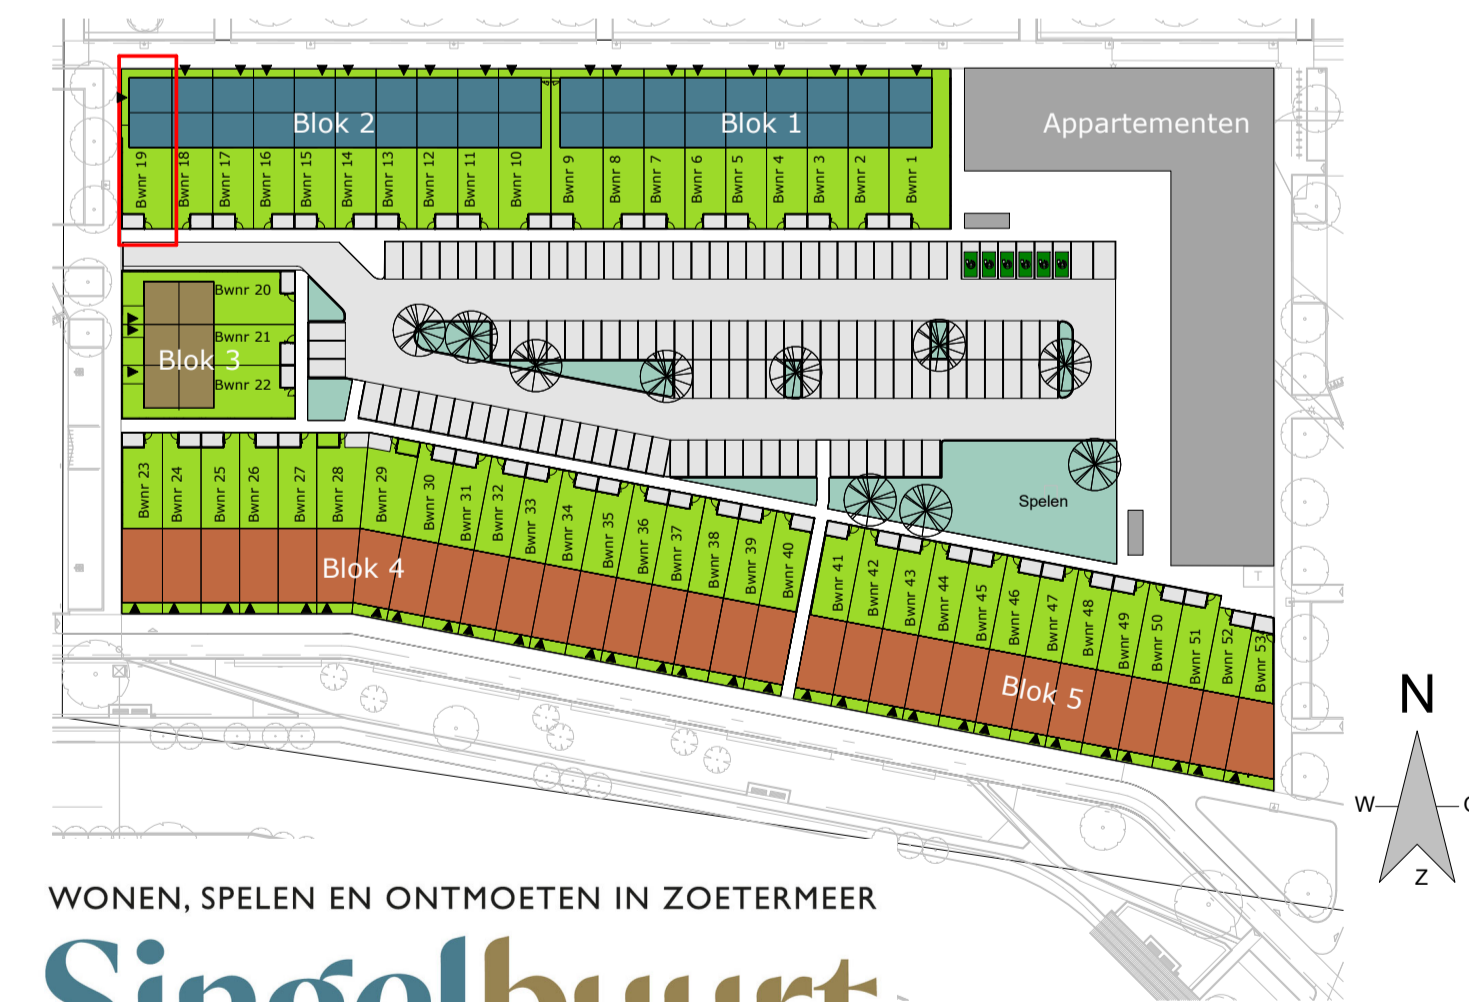 Blok 2
Blok 1
Appartementen
Bwnr 19
Bwnr 18
Bwnr 17
Bwnr 16
Bwnr 15
Bwnr 14
Bwnr 13
Bwnr 12
Bwnr 11
Bwnr 10
Bwnr 9
Bwnr 8
Bwnr 7
Bwnr 6
Bwnr 5
Bwnr 4
Bwnr 3
Bwnr 2
Bwnr 1
Bwnr 20
Bwnr 21
Blok 3
Bwnr 22
Bwnr 23
Bwnr 24
Bwnr 25
Bwnr 26
Bwnr 27
Bwnr 28
Bwnr 29
Bwnr 30
Bwnr 31
Bwnr 32
Bwnr 33
Bwnr 34
Bwnr 35
Bwnr 36
Bwnr 37
Bwnr 38
Bwnr 39
Bwnr 40
Spelen
Bwnr 41
Bwnr 42
Bwnr 43
Bwnr 44
Bwnr 45
Bwnr 46
Bwnr 47
Bwnr 48
Bwnr 49
Bwnr 50
Bwnr 51
Bwnr 52
Bwnr 53
T
Blok 4
Blok 5
N
W
Z
WONEN, SPELEN EN ONTMOETEN IN ZOETERMEER
Singelbuurt